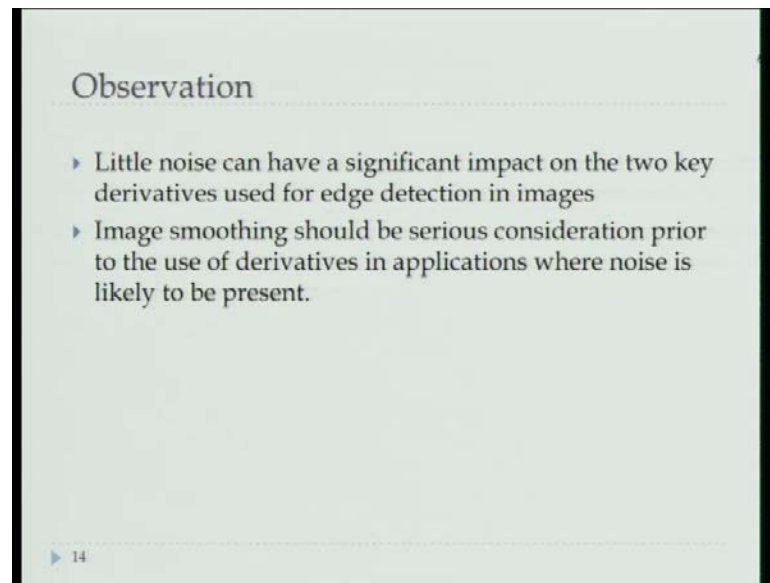 Observation
Little noise can have a significant impact on the two key
derivatives used for edge detection in images
Image smoothing should be serious consideration prior
to the use of derivatives in applications where noise is
likely to be present.
14